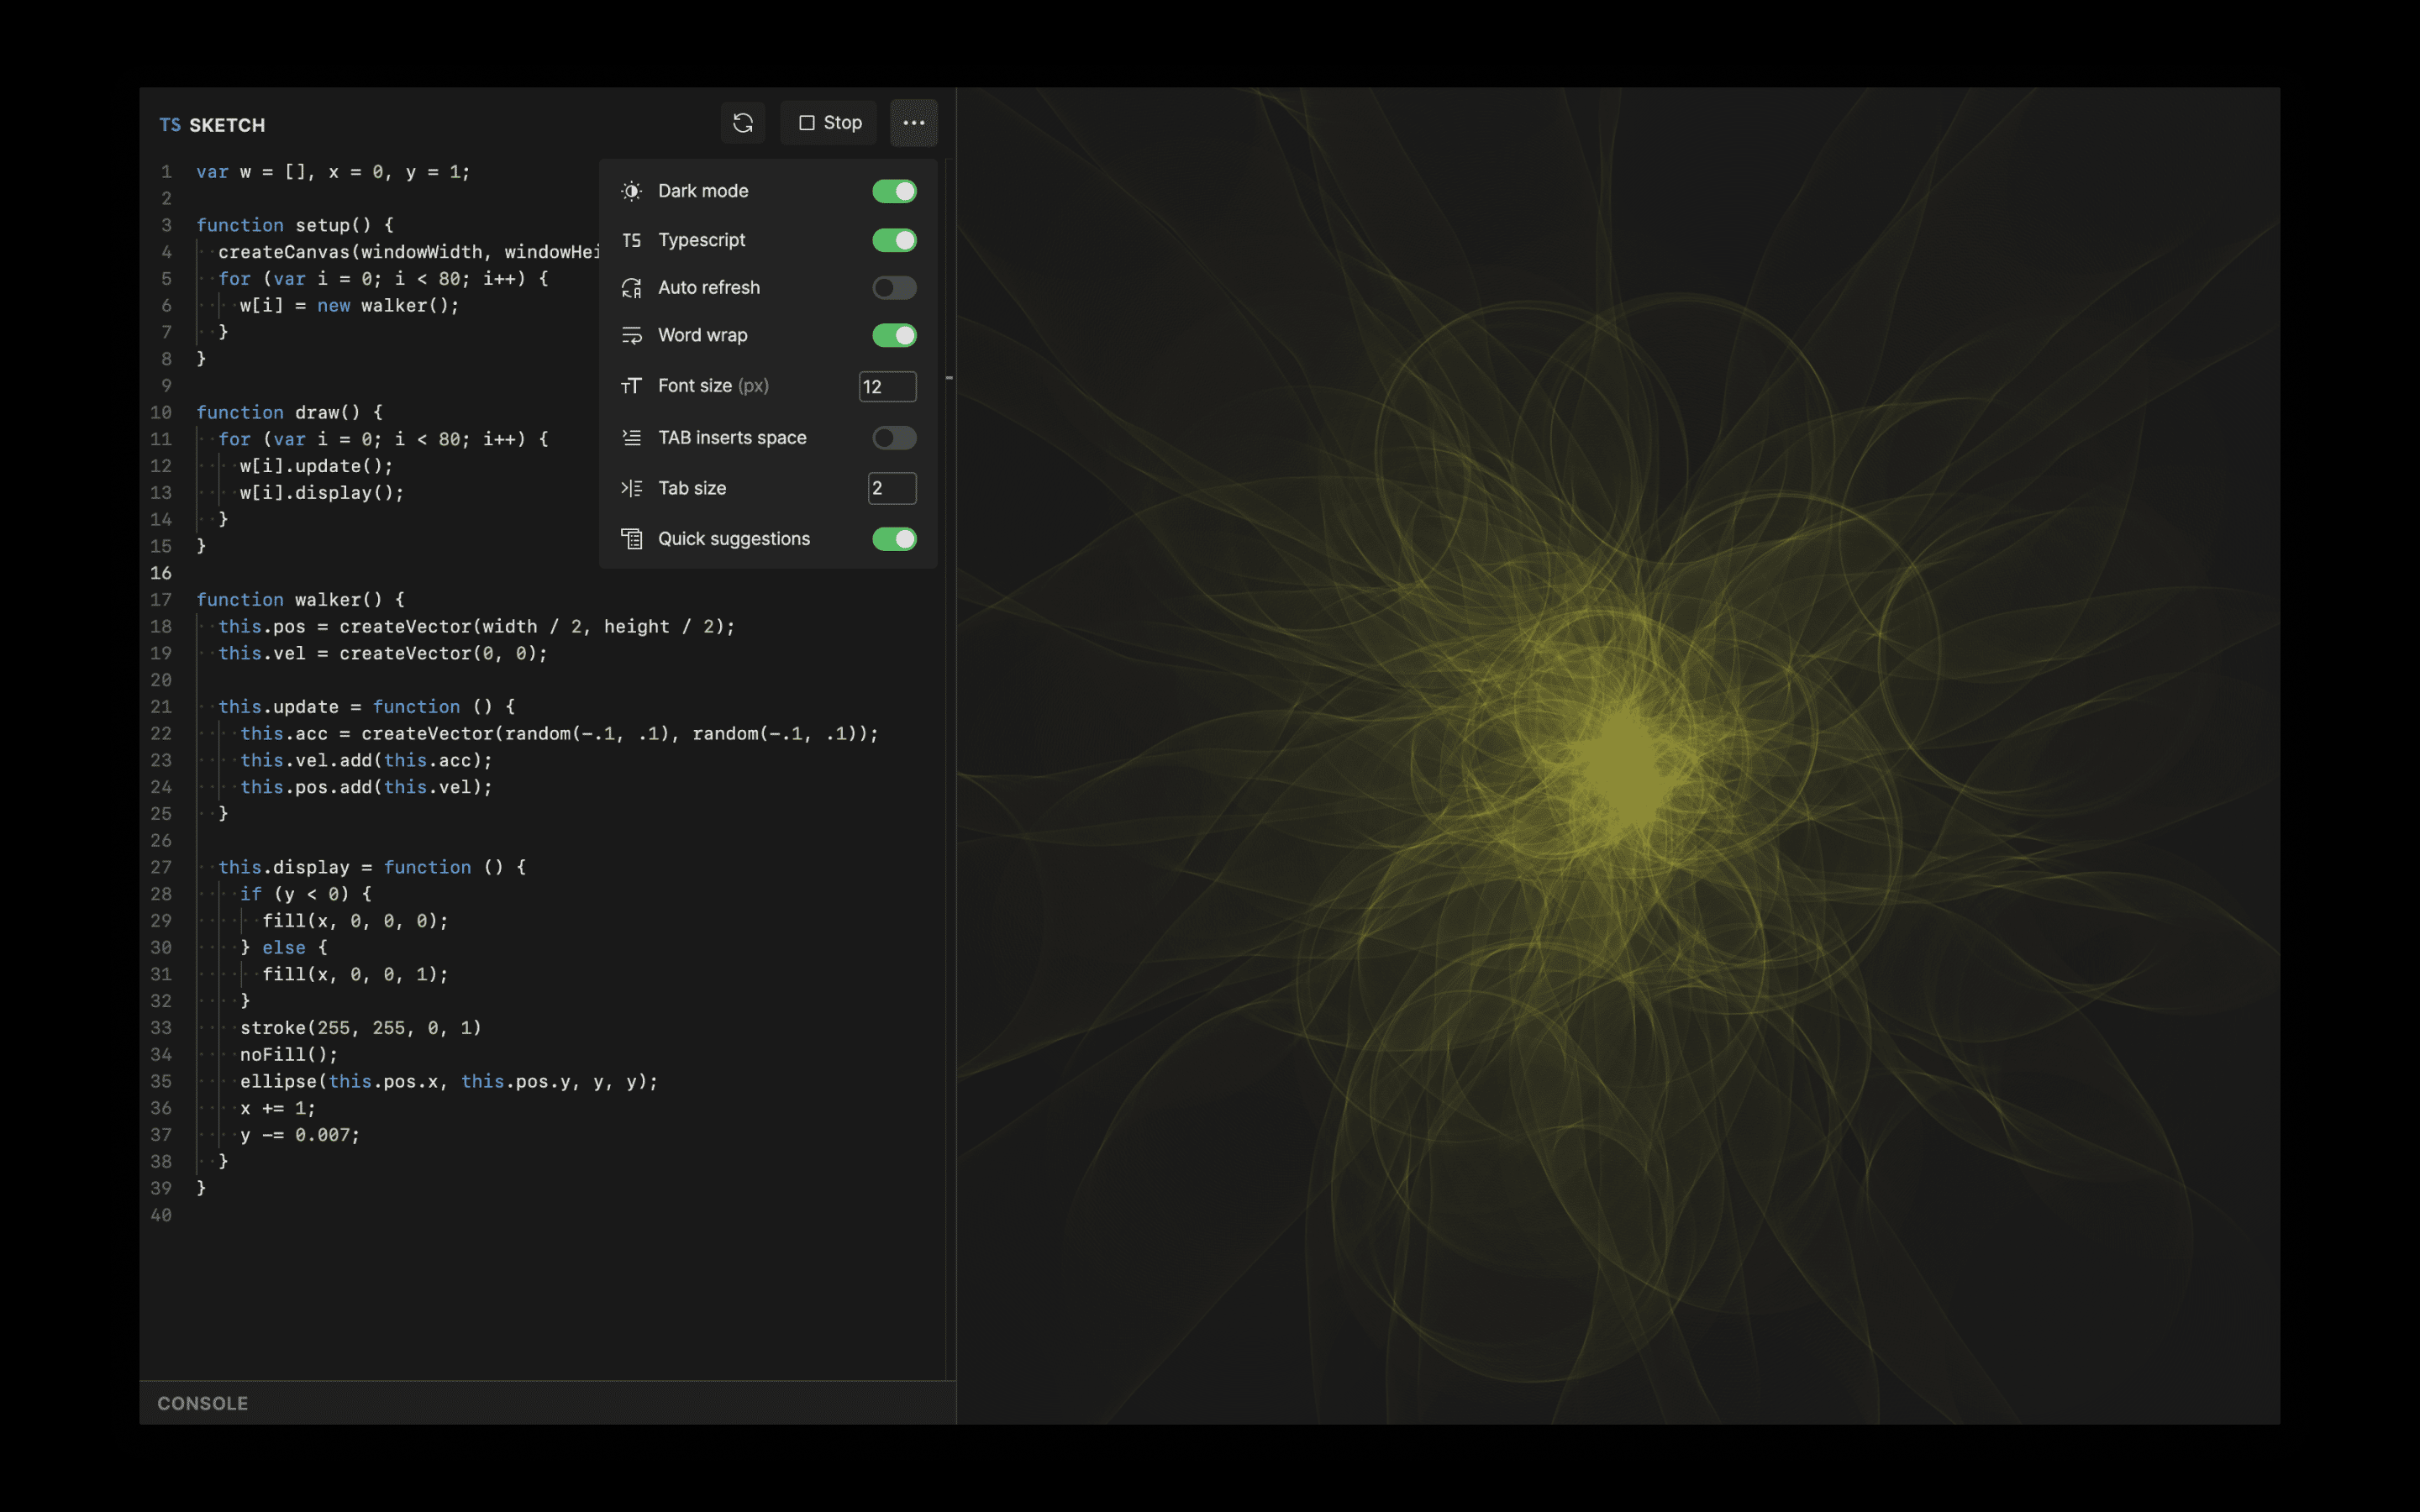 TS SKETCH
Stop
1 var w = [], x = 0, y = 1;
2
3 function setup() {
4 createCanvas(windowWidth, windowHei
5 for (var i = 0; i < 80; i++) {
6 w[i] = new walker();
7 }
8 }
9
10 function draw() {
11 for (var i = 0; i < 80; i++) {
12 w[i].update();
13 w[i].display();
14 }
15 }
16
17 function walker() {
18 this.pos = createVector(width / 2, height / 2);
19 this.vel = createVector(0, 0);
20
21 this.update = function () {
22 this.acc = createVector(random(-.1, .1), random(-.1, .1));
23 this.vel.add(this.acc);
24 this.pos.add(this.vel);
25 }
26
27 this.display = function () {
28 if (y < 0) {
29 fill(x, 0, 0, 0);
30 } else {
31 fill(x, 0, 0, 1);
32 }
33 stroke(255, 255, 0, 1)
34 noFill();
35 ellipse(this.pos.x, this.pos.y, y, y);
36 x += 1;
37 y -= 0.007;
38 }
39 }
40
Dark mode
TS Typescript
Auto refresh
Word wrap
TT Font size (px) 12
TAB inserts space
Tab size 2
Quick suggestions
CONSOLE